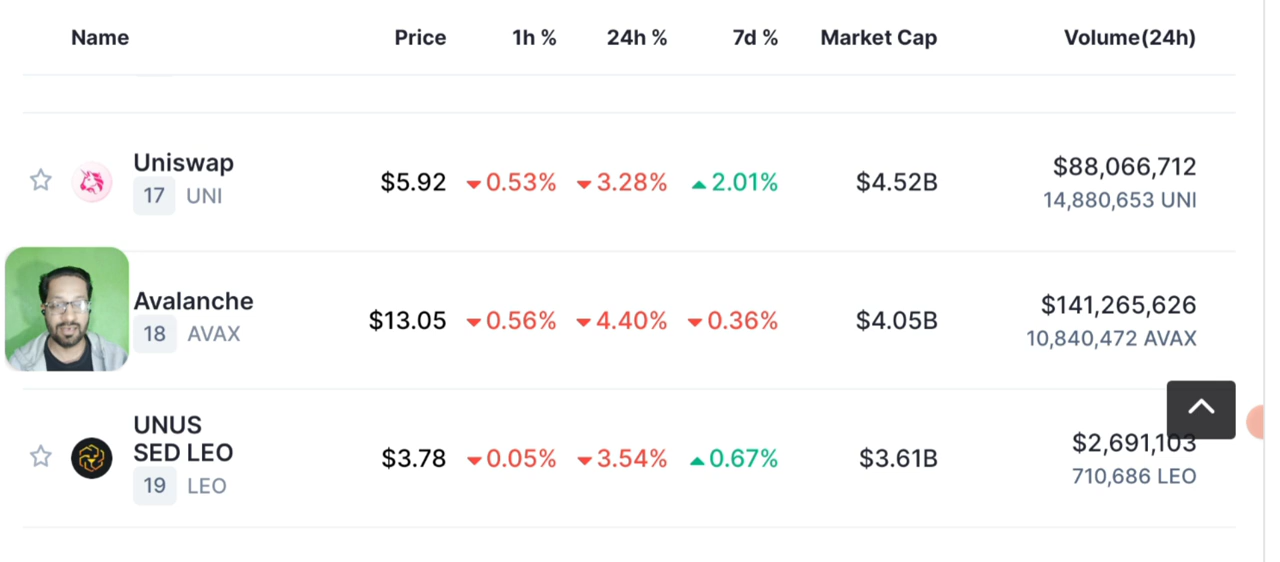 Name Price 1h % 24h % 7d % Market Cap Volume(24h)
Uniswap
17 UNI
$5.92 0.53% 3.28% 2.01% $4.52B
$88,066,712
14,880,653 UNI
Avalanche
18 AVAX
$13.05 0.56% 4.40% 0.36% $4.05B
$141,265,626
10,840,472 AVAX
UNUS
SED LEO
19 LEO
$3.78 0.05% 3.54% 0.67% $3.61B
$2,691,103
710,686 LEO